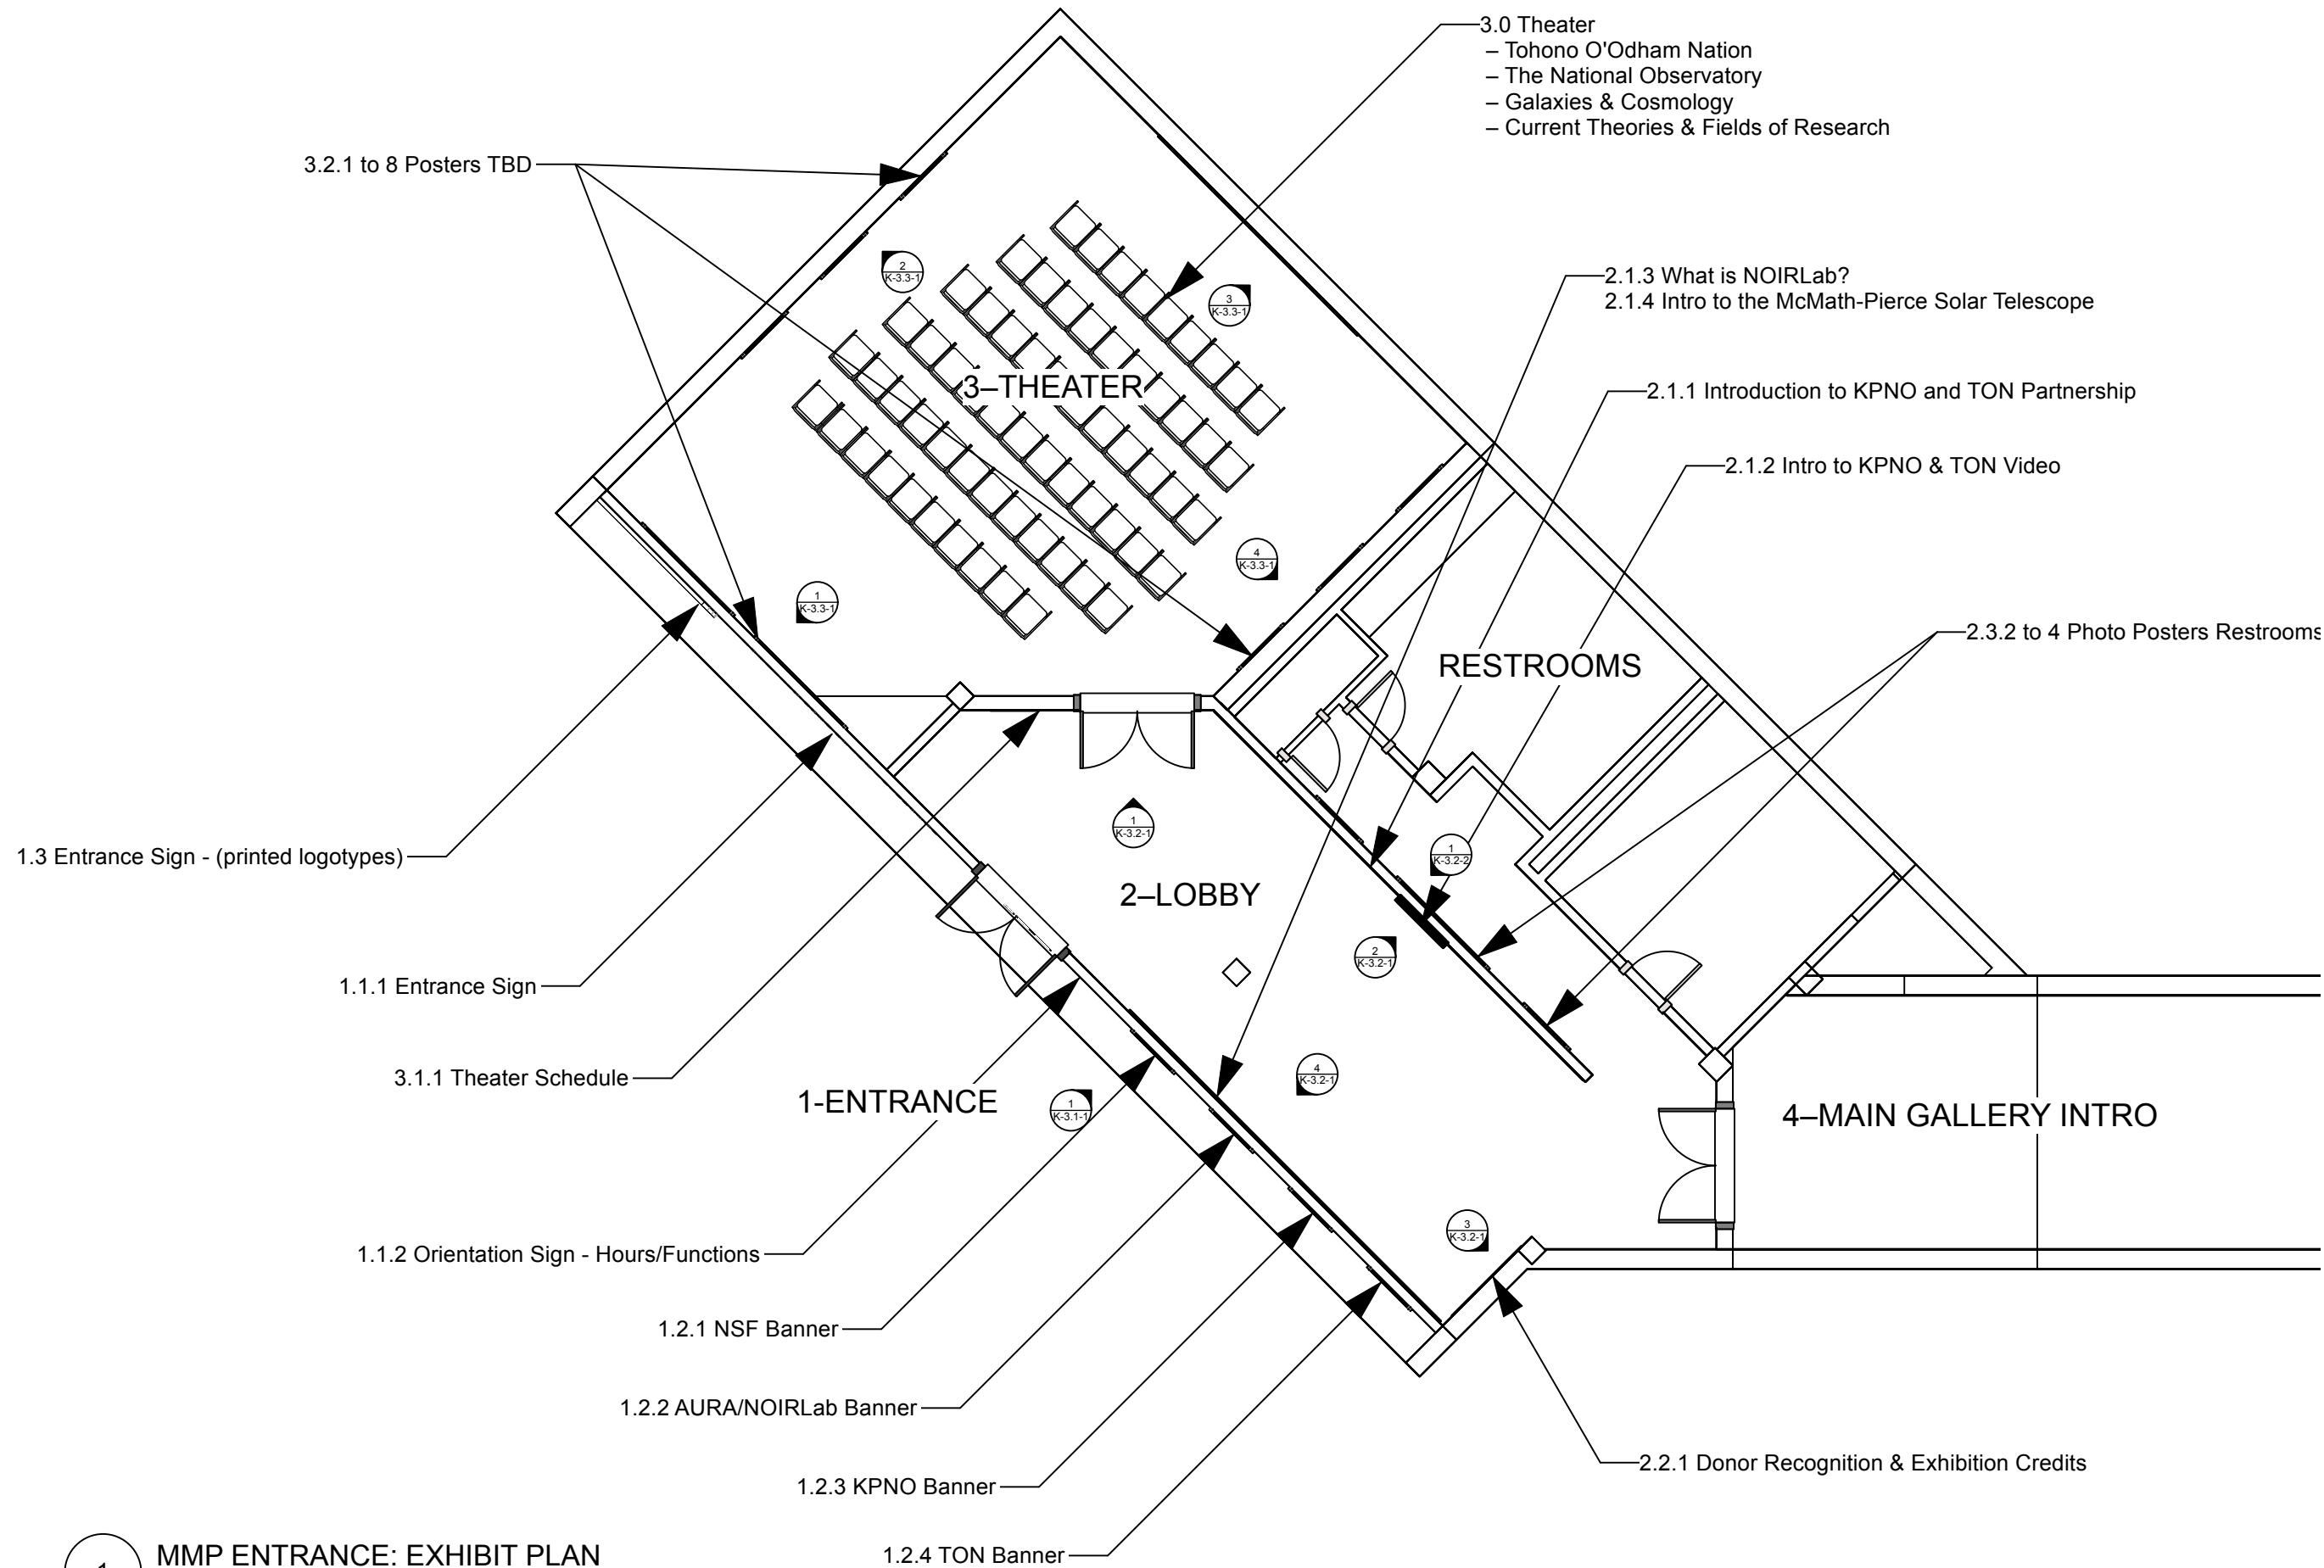 3.0 Theater
– Tohono O'Odham Nation
– The National Observatory
– Galaxies & Cosmology
– Current Theories & Fields of Research
3.2.1 to 8 Posters TBD
2
K-3.3-1
3
K-3.3-1
2.1.3 What is NOIRLab?
2.1.4 Intro to the McMath-Pierce Solar Telescope
3–THEATER
2.1.1 Introduction to KPNO and TON Partnership
2.1.2 Intro to KPNO & TON Video
4
K-3.3-1
1
K-3.3-1
2.3.2 to 4 Photo Posters Restrooms
RESTROOMS
1
K-3.2-1
1
K-3.2-2
1.3 Entrance Sign - (printed logotypes)
2–LOBBY
2
K-3.2-1
1.1.1 Entrance Sign
3.1.1 Theater Schedule
4
K-3.2-1
1-ENTRANCE
1
K-3.1-1
4–MAIN GALLERY INTRO
3
K-3.2-1
1.1.2 Orientation Sign - Hours/Functions
1.2.1 NSF Banner
1.2.2 AURA/NOIRLab Banner
2.2.1 Donor Recognition & Exhibition Credits
1.2.3 KPNO Banner
1.2.4 TON Banner
1
MMP ENTRANCE: EXHIBIT PLAN